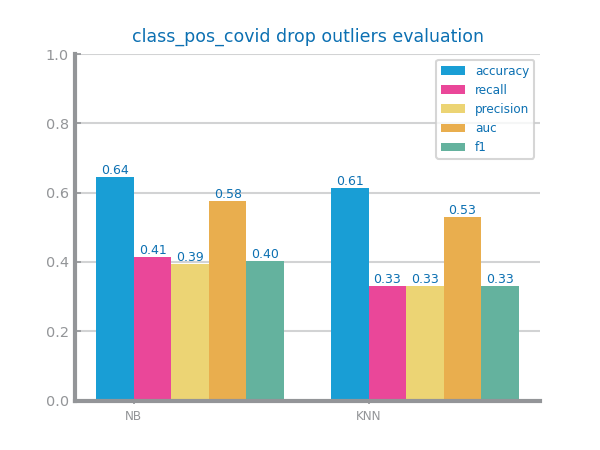 class_pos_covid drop outliers evaluation
1.0
0.8
0.6
0.4
0.2
0.0
accuracy
recall
precision
auc
f1
0.64
0.41
0.39
0.58
0.40
0.61
0.33
0.33
0.53
0.33
NB
KNN